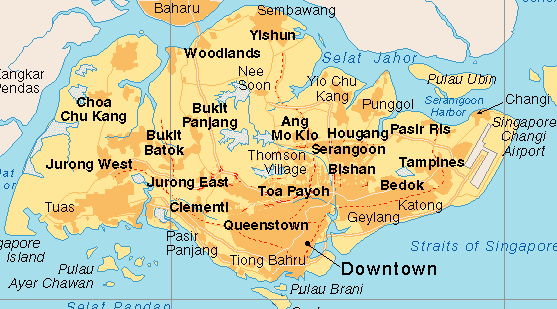 Baharu
Sembawang
Yishun
Woodlands
Selat Johor
Nee
Soon
Kangkar
Pendas
Yio Chu
Kang
Pulau Ubin
Serangoon
Harbor
Changi
Punggol
Choa
Chu Kang
Bukit
Panjang
Ang
Mo Kio
Hougang
Pasir Ris
Singapore
Changi
Airport
Bukit
Batok
Serangoon
Thomson
Village
Bishan
Tampines
Jurong West
Jurong East
Toa Payoh
Bedok
Tuas
Clementi
Queenstown
Geylang
Katong
Pasir
Panjang
Tiong Bahru
Straits of Singapore
Downtown
Island
Pulau
Ayer Chawan
Pulau Brani
Selat Pandan